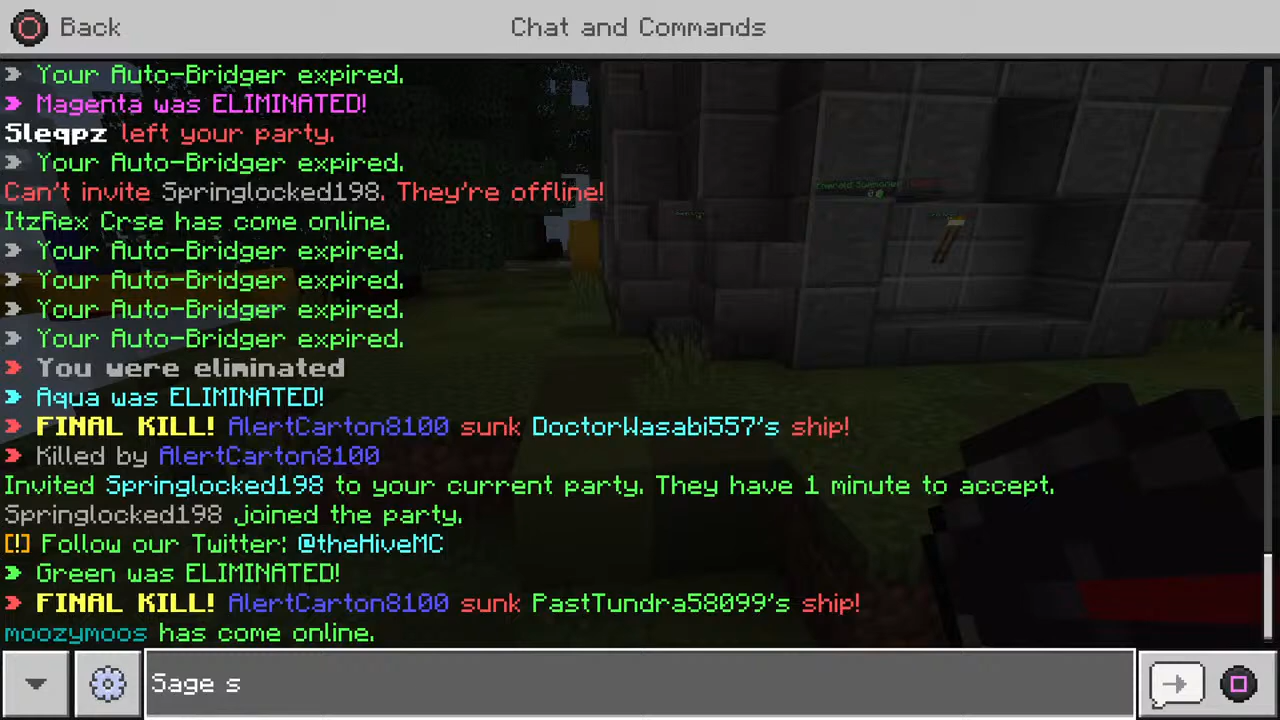 Back
Chat and Commands
Your Auto-Bridger expired.
Magenta was ELIMINATED!
Sleqpz left your party.
Your Auto-Bridger expired.
Can't invite Springlocked198. They're offline!
ItzRex Crse has come online.
Your Auto-Bridger expired.
Your Auto-Bridger expired.
Your Auto-Bridger expired.
Your Auto-Bridger expired.
You were eliminated
Aqua was ELIMINATED!
FINAL KILL! AlertCarton8100 sunk DoctorWasabi557's ship!
Killed by AlertCarton8100
Invited Springlocked198 to your current party. They have 1 minute to accept.
Springlocked198 joined the party.
[!] Follow our Twitter: @theHiveMC
Green was ELIMINATED!
FINAL KILL! AlertCarton8100 sunk PastTundra58099's ship!
moozymoos has come online.
Sage s